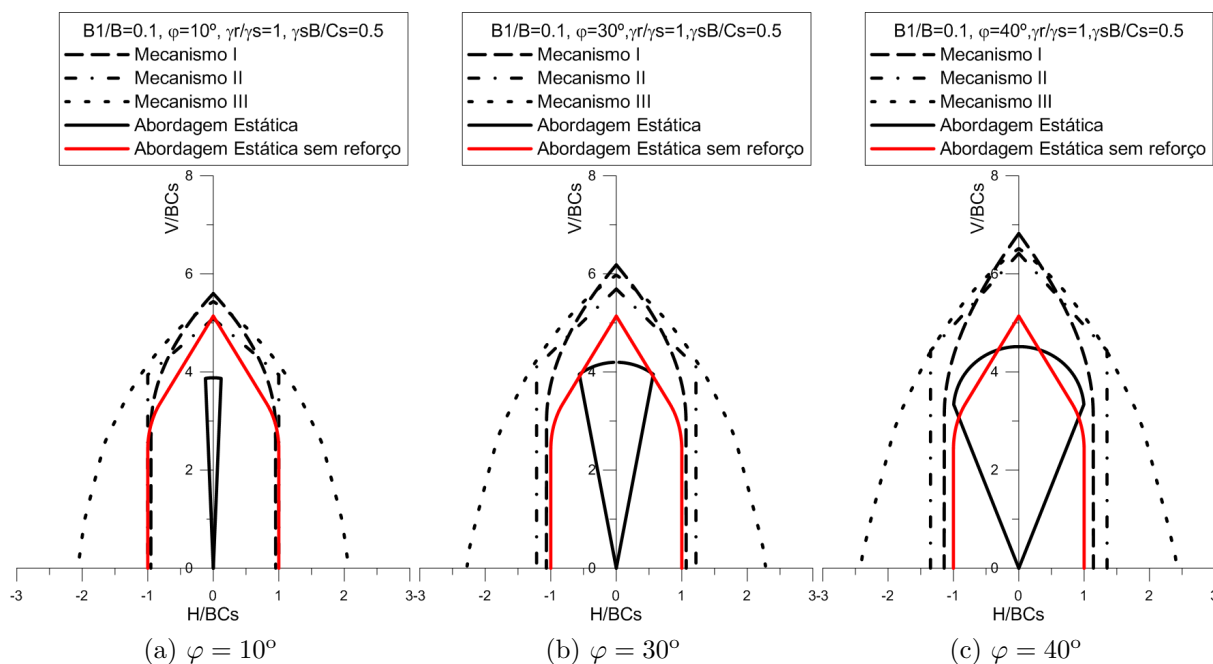 B1/B=0.1, φ=10º, γr/γs=1, γsB/Cs=0.5
Mecanismo I
Mecanismo II
Mecanismo III
Abordagem Estática
Abordagem Estática sem reforço
V/BCs
8
6
4
2
0
-3
-2
-1
0
1
2
3
H/BCs
(a) φ = 10º
B1/B=0.1, φ=30º,γr/γs=1,γsB/Cs=0.5
Mecanismo I
Mecanismo II
Mecanismo III
Abordagem Estática
Abordagem Estática sem reforço
V/BCs
8
6
4
2
0
-3
-2
-1
0
1
2
3
H/BCs
(b) φ = 30º
B1/B=0.1, φ=40º,γr/γs=1,γsB/Cs=0.5
Mecanismo I
Mecanismo II
Mecanismo III
Abordagem Estática
Abordagem Estática sem reforço
V/BCs
8
6
4
2
0
-3
-2
-1
0
1
2
3
H/BCs
(c) φ = 40º